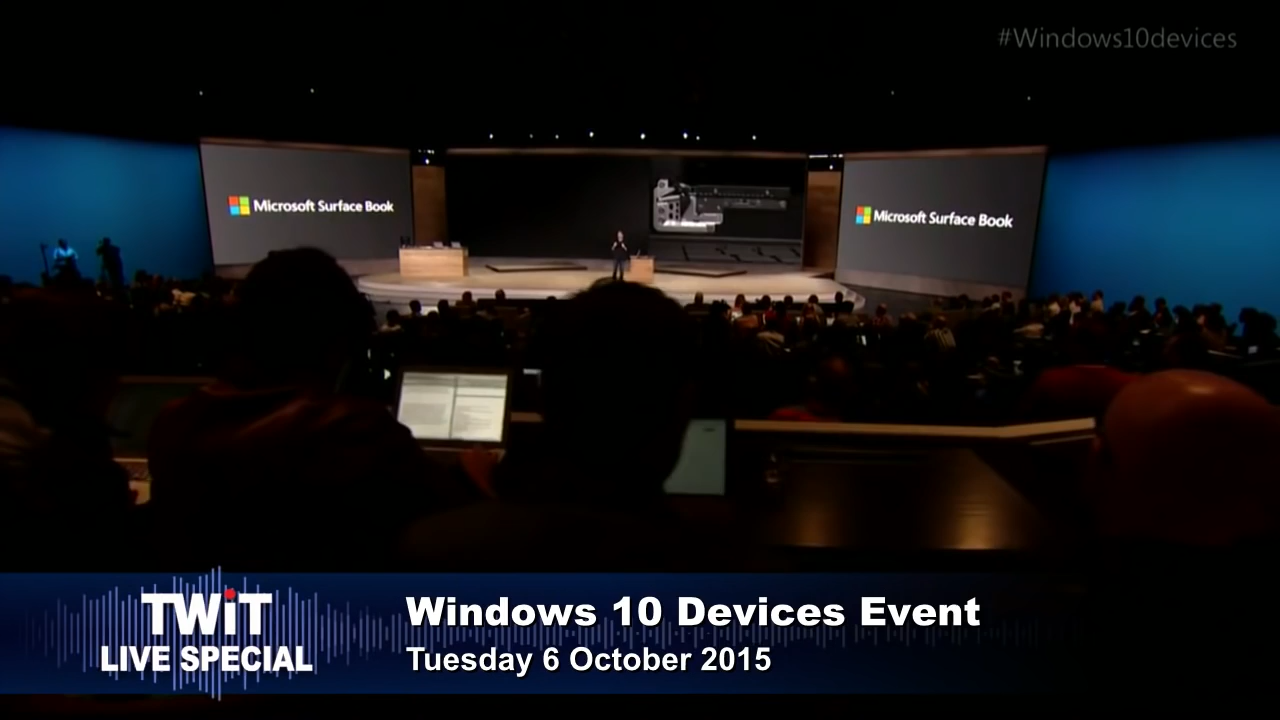 #Windows10devices
Microsoft Surface Book
Microsoft Surface Book
TWiT
LIVE SPECIAL
Windows 10 Devices Event
Tuesday 6 October 2015